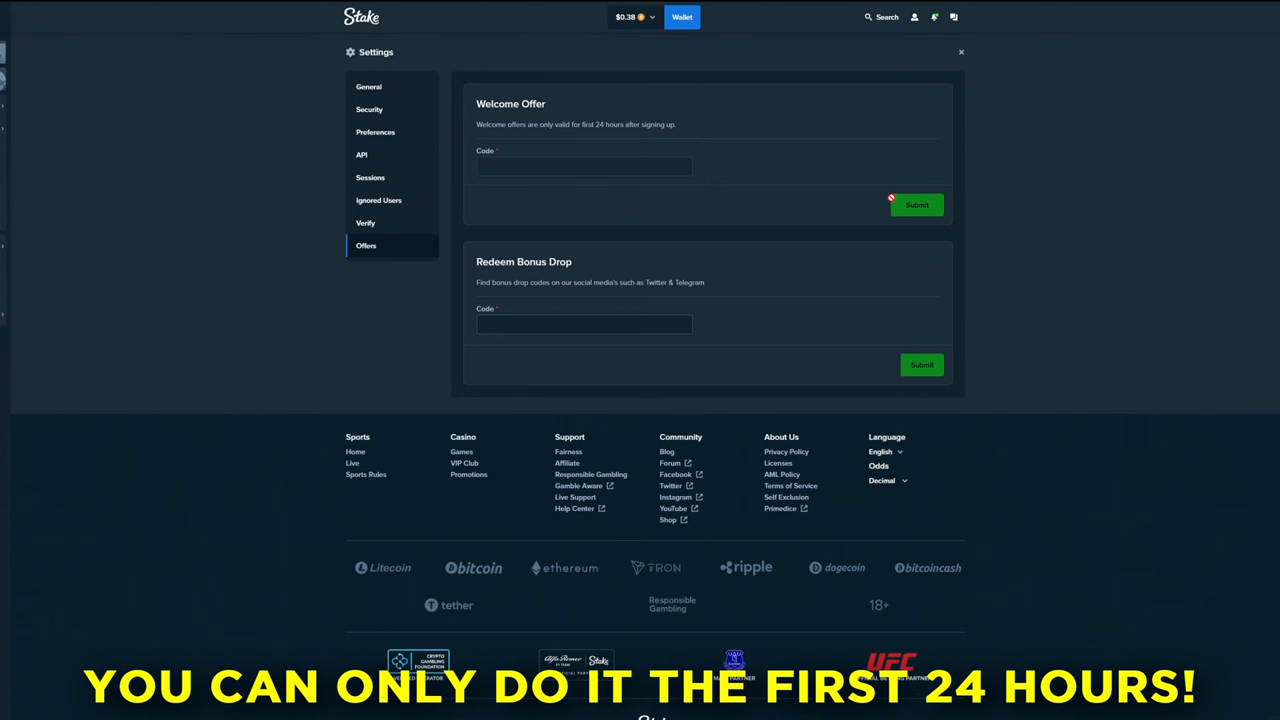 Stake
$0.38
Wallet
Search
Settings
General
Security
Preferences
API
Sessions
Ignored Users
Verify
Offers
Welcome Offer
Welcome offers are only valid for first 24 hours after signing up.
Code *
Submit
Redeem Bonus Drop
Find bonus drop codes on our social media's such as Twitter & Telegram
Code *
Submit
Sports
Home
Live
Sports Rules
Casino
Games
VIP Club
Promotions
Support
Fairness
Affiliate
Responsible Gambling
Gamble Aware
Live Support
Help Center
Community
Blog
Forum
Facebook
Twitter
Instagram
YouTube
Shop
About Us
Privacy Policy
Licenses
AML Policy
Terms of Service
Self Exclusion
Primedice
Language
English
Odds
Decimal
Litecoin
bitcoin
ethereum
TRON
ripple
dogecoin
bitcoincash
tether
Responsible
Gambling
18+
CRYPTO
GAMBLING
FOUNDATION
Alfa Romeo
Stake
UFC
YOU CAN ONLY DO IT THE FIRST 24 HOURS!